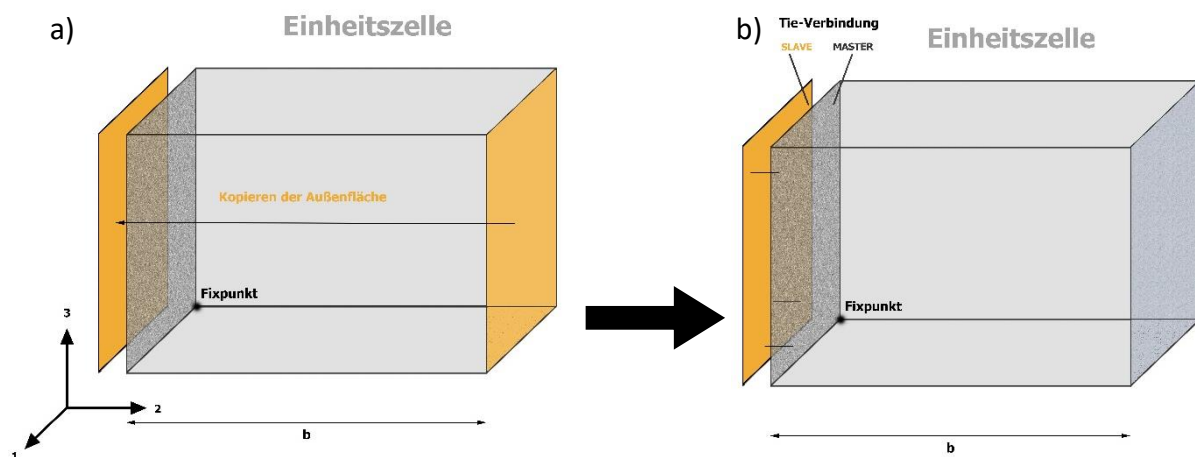 a)
Einheitszelle
Kopieren der Außenfläche
Fixpunkt
3
2
1
b
b)
Tie-Verbindung
SLAVE MASTER
Einheitszelle
Fixpunkt
b